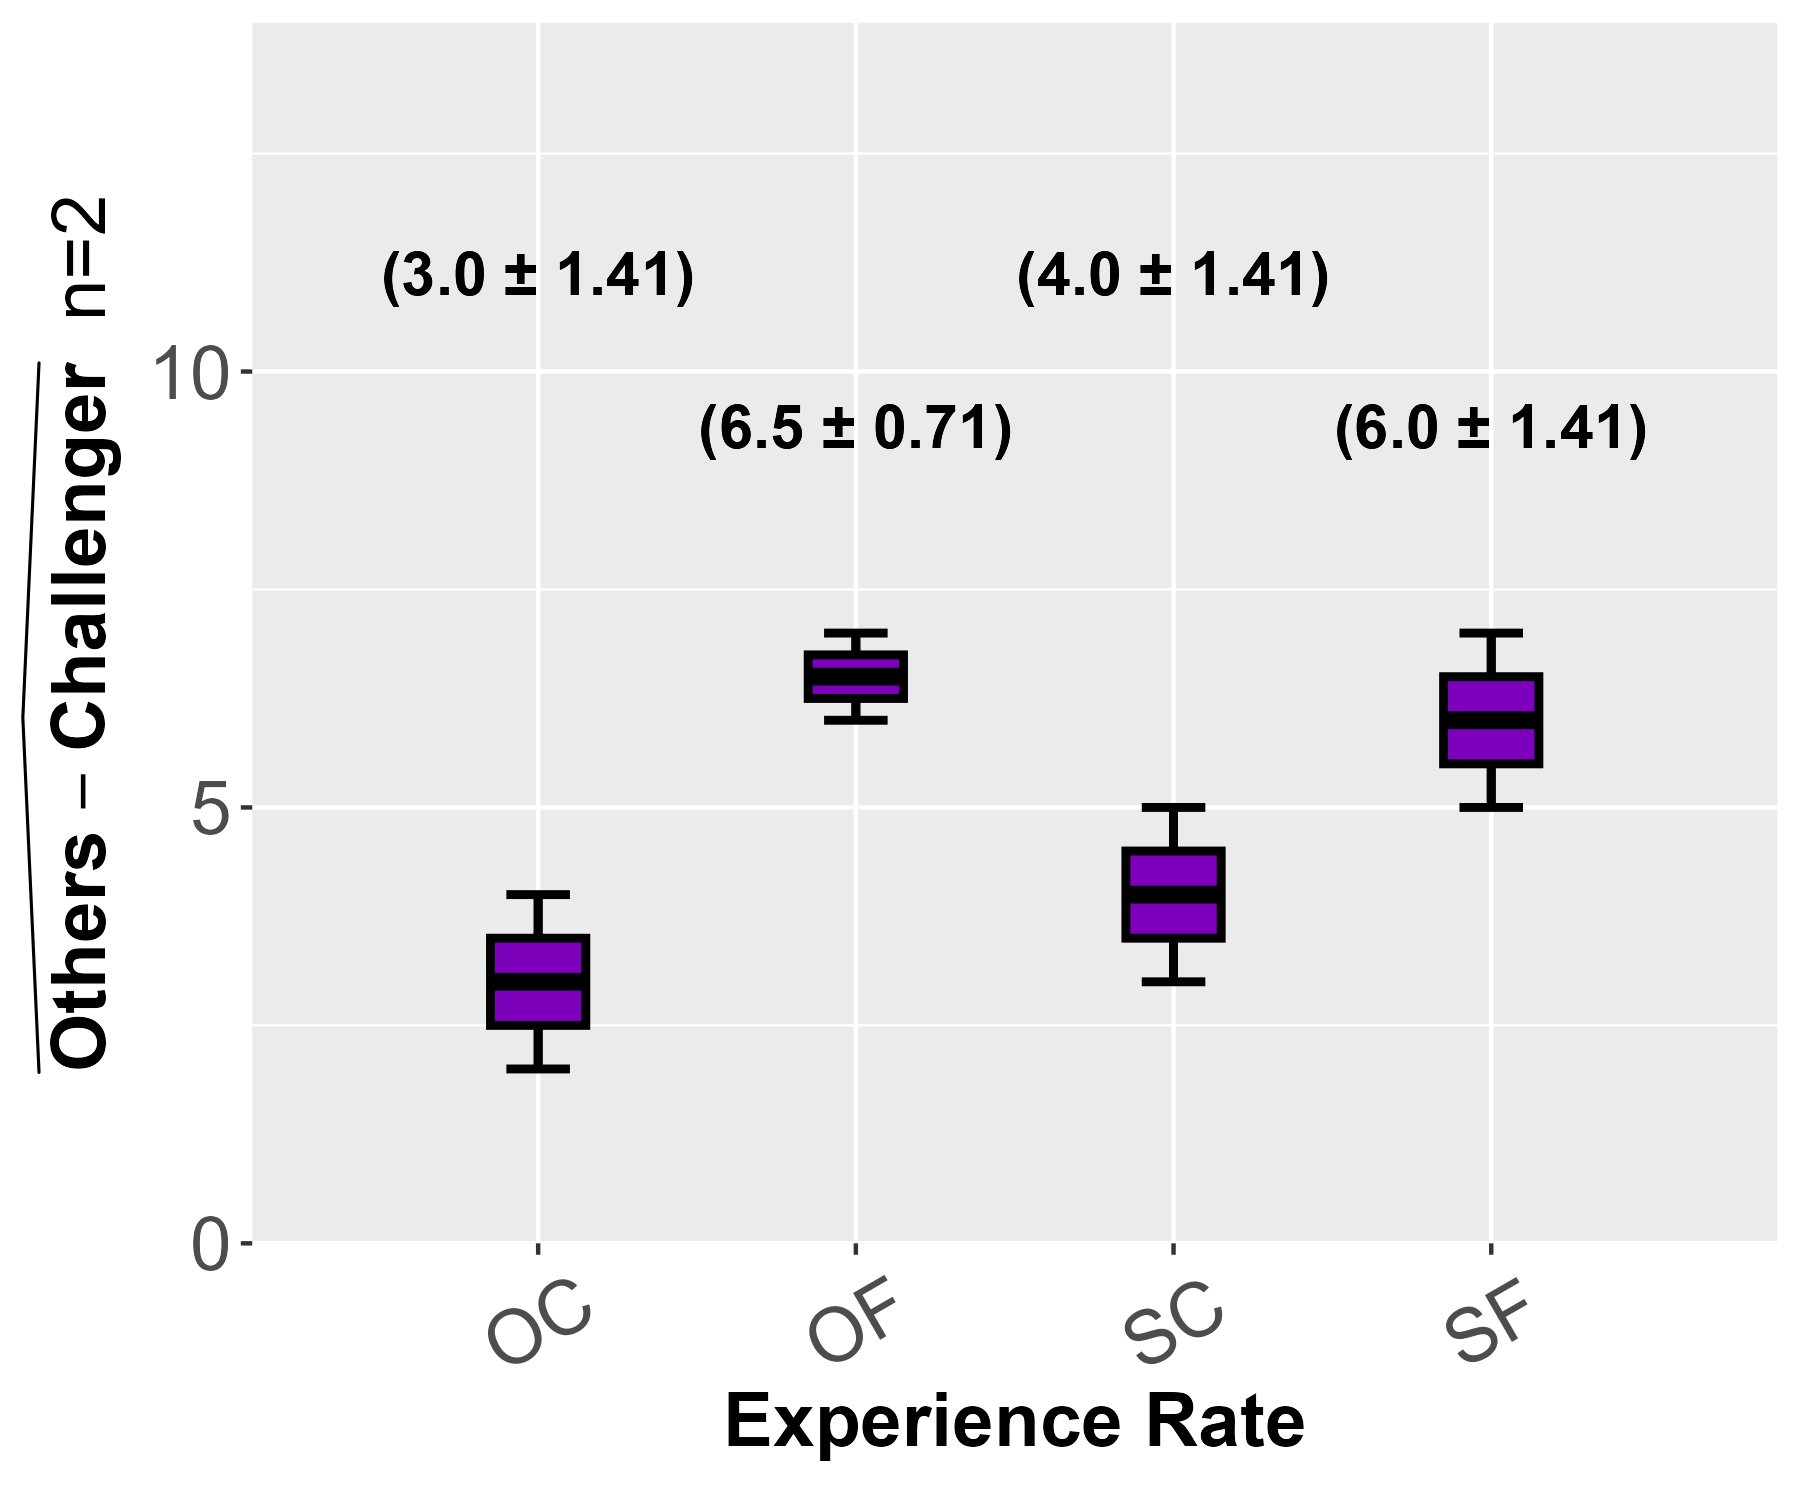 Others – Challenger n=2
(3.0 ± 1.41)
(4.0 ± 1.41)
10
(6.5 ± 0.71)
(6.0 ± 1.41)
5
0
OC
OF
SC
SF
Experience Rate